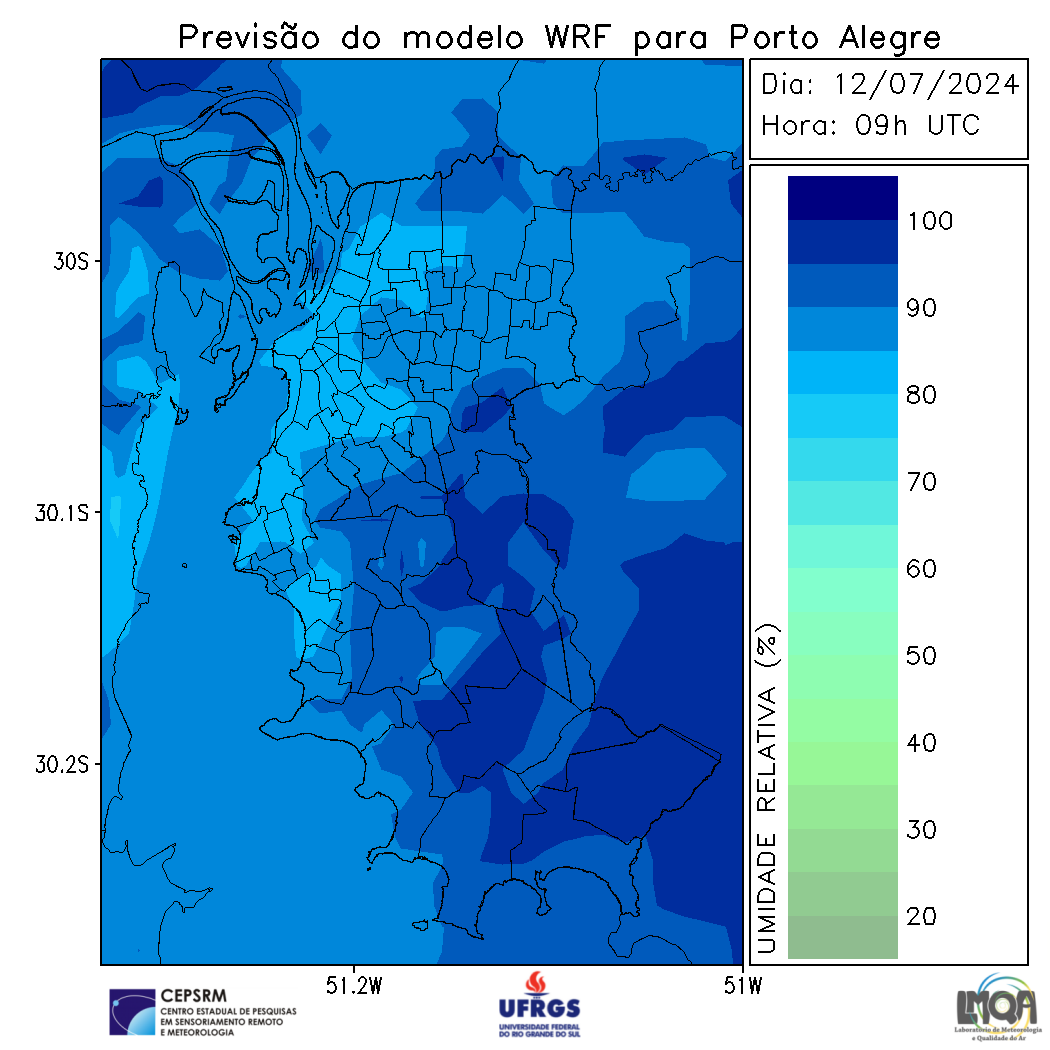 Previsão do modelo WRF para Porto Alegre
Dia: 12/07/2024
Hora: 09h UTC
30S
30.1S
30.2S
51.2W
51W
100
90
80
70
60
50
40
30
20
UMIDADE RELATIVA (%)
CEPSRM
CENTRO ESTADUAL DE PESQUISAS
EM SENSORIAMENTO REMOTO
E METEOROLOGIA
UFRGS
UNIVERSIDADE FEDERAL
DO RIO GRANDE DO SUL
LMQA
Laboratório de Meteorologia
e Qualidade do Ar